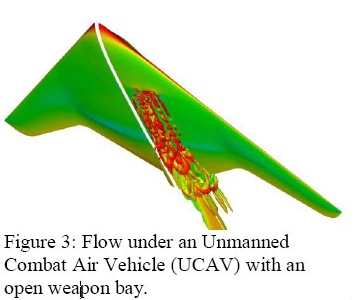 Figure 3: Flow under an Unmanned
Combat Air Vehicle (UCAV) with an
open weapon bay.